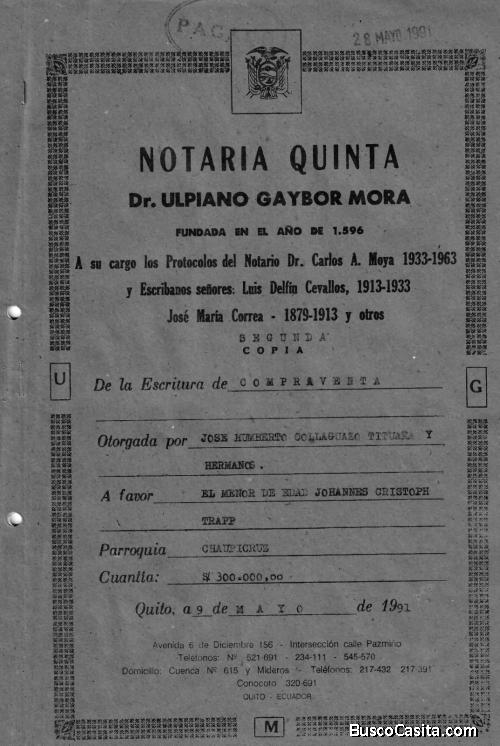 PAGA
28 MAYO 1991
NOTARIA QUINTA
Dr. ULPIANO GAYBOR MORA
FUNDADA EN EL AÑO DE 1.596
A su cargo los Protocolos del Notario Dr. Carlos A. Moya 1933-1963
y Escribanos señores: Luis Delfín Cevallos, 1913-1933
José María Correa - 1879-1913 y otros
SEGUNDA
COPIA
U
G
De la Escritura de COMPRAVENTA
Otorgada por JOSE HUMBERTO COLLAGUAZO TITUAÑA Y
HERMANOS.
A favor EL MENOR DE EDAD JOHANNES CRISTOPH
TRAPP
Parroquia CHAUPICRUZ
Cuantía: S/ 300.000,oo
Quito, a 9 de MAYO de 1991
Avenida 6 de Diciembre 156 - Intersección calle Pazmiño
Teléfonos: Nº 521-691 - 234-111 - 545-570
Domicilio: Cuenca Nº 615 y Mideros - Teléfonos: 217-432 217-391
Conocoto 320-691
QUITO - ECUADOR
M
BuscoCasita.com